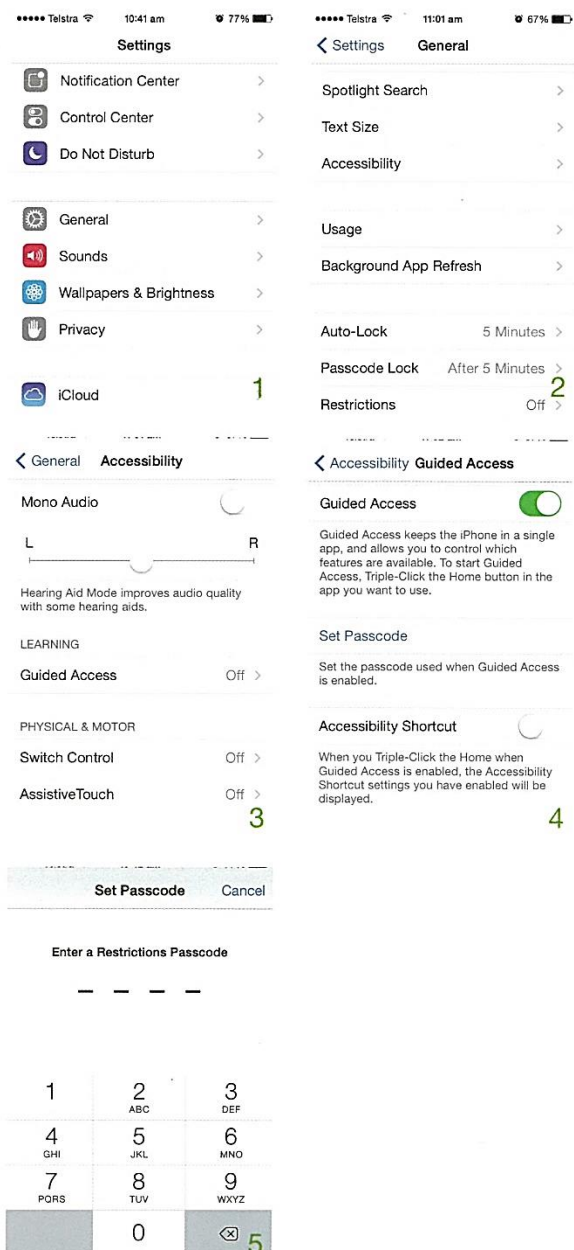 Telstra 10:41 am 77%
Settings
Notification Center
Control Center
Do Not Disturb
General
Sounds
Wallpapers & Brightness
Privacy
iCloud
1
Telstra 11:01 am 67%
Settings General
Spotlight Search
Text Size
Accessibility
Usage
Background App Refresh
Auto-Lock 5 Minutes
Passcode Lock After 5 Minutes
2
Restrictions Off
General Accessibility
Mono Audio
L R
Hearing Aid Mode improves audio quality
with some hearing aids.
LEARNING
Guided Access Off
PHYSICAL & MOTOR
Switch Control Off
AssistiveTouch Off
3
Accessibility Guided Access
Guided Access
Guided Access keeps the iPhone in a single
app, and allows you to control which
features are available. To start Guided
Access, Triple-Click the Home button in the
app you want to use.
Set Passcode
Set the passcode used when Guided Access
is enabled.
Accessibility Shortcut
When you Triple-Click the Home when
Guided Access is enabled, the Accessibility
Shortcut settings you have enabled will be
displayed.
4
Set Passcode Cancel
Enter a Restrictions Passcode
1 2 3
ABC DEF
4 5 6
GHI JKL MNO
7 8 9
PQRS TUV WXYZ
0
5